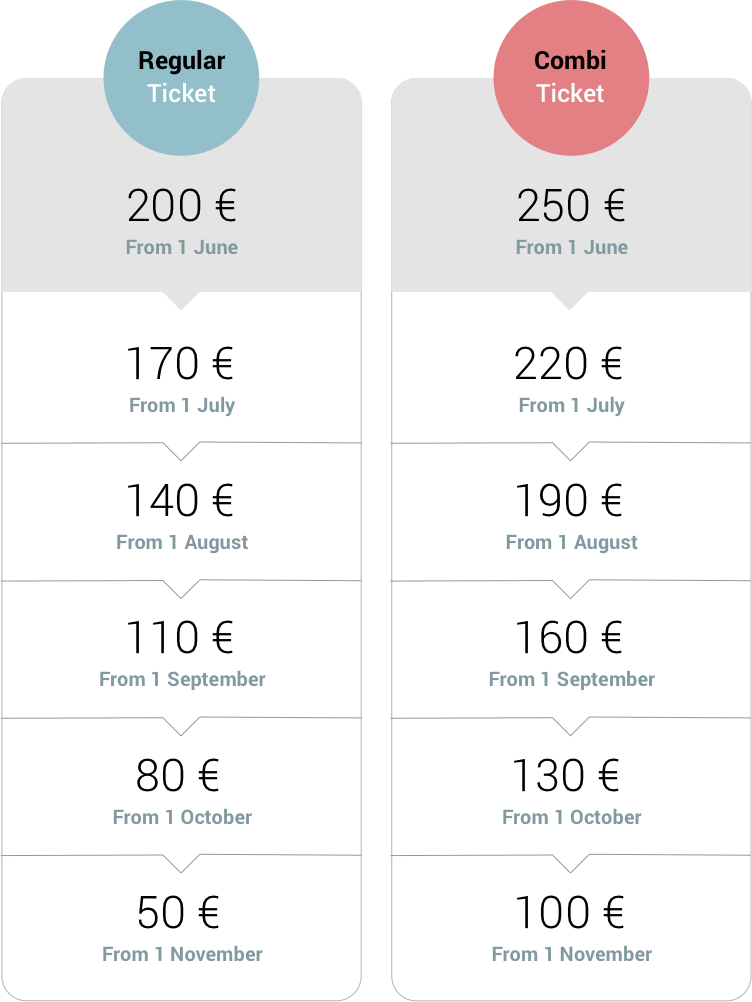 Regular
Ticket
200 €
From 1 June
170 €
From 1 July
140 €
From 1 August
110 €
From 1 September
80 €
From 1 October
50 €
From 1 November
Combi
Ticket
250 €
From 1 June
220 €
From 1 July
190 €
From 1 August
160 €
From 1 September
130 €
From 1 October
100 €
From 1 November